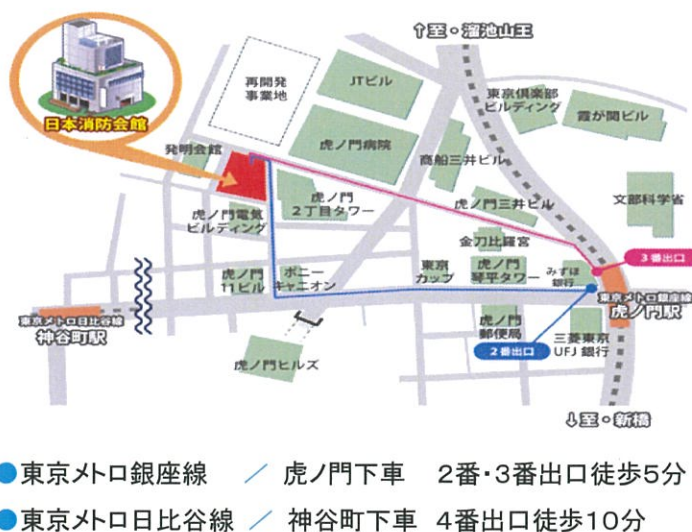 ↑至・溜池山王
日本消防会館
再開発
事業地
JTビル
東京倶楽部
ビルディング
霞が関ビル
発明会館
虎ノ門病院
商船三井ビル
虎ノ門
2丁目タワー
虎ノ門三井ビル
文部科学省
虎ノ門電気
ビルディング
金刀比羅宮
3番出口
虎ノ門
11ビル
ポニー
キャニオン
東京
カップ
虎ノ門
琴平タワー
みずほ
銀行
東京メトロ銀座線
虎ノ門駅
東京メトロ日比谷線
神谷町駅
虎ノ門
郵便局
2番出口
三菱東京
UFJ 銀行
虎ノ門ヒルズ
↓至・新橋
●東京メトロ銀座線 / 虎ノ門下車 2番・3番出口徒歩5分
●東京メトロ日比谷線 / 神谷町下車 4番出口徒歩10分